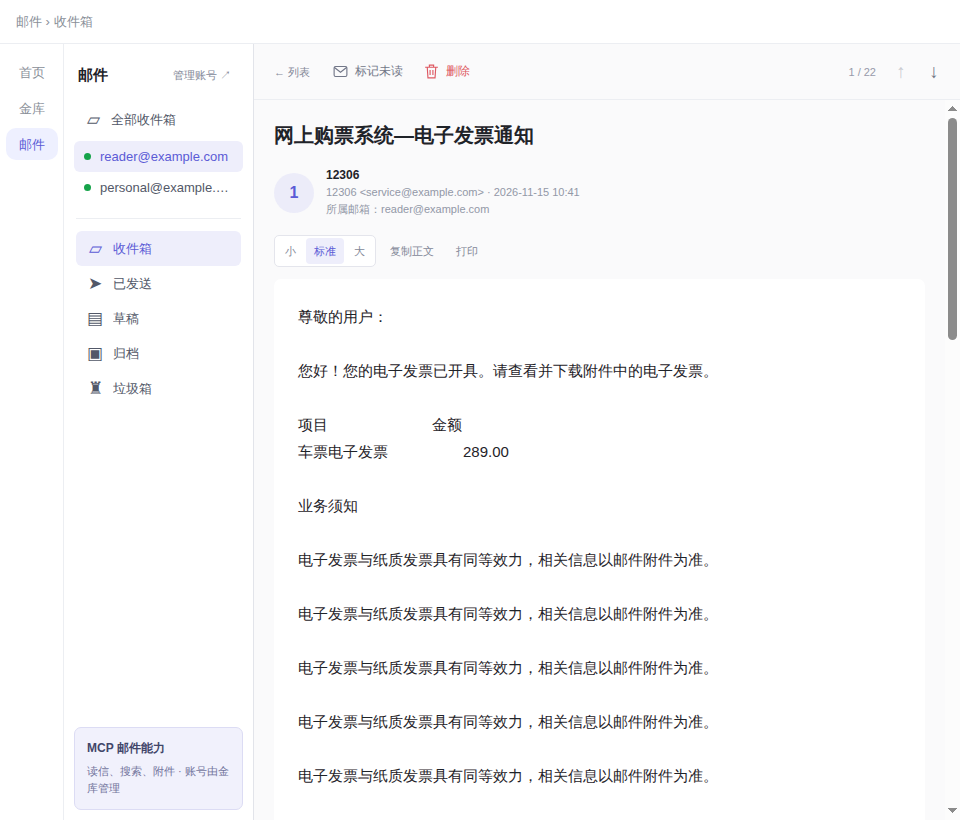 邮件 › 收件箱
首页
金库
邮件
邮件
管理账号 ↗
全部收件箱
reader@example.com
personal@example.…
收件箱
已发送
草稿
归档
垃圾箱
MCP 邮件能力
读信、搜索、附件 · 账号由金
库管理
← 列表
标记未读
删除
1 / 22
↑
↓
网上购票系统—电子发票通知
1
12306
12306 <service@example.com> · 2026-11-15 10:41
所属邮箱：reader@example.com
小
标准
大
复制正文
打印
尊敬的用户：
您好！您的电子发票已开具。请查看并下载附件中的电子发票。
项目 金额
车票电子发票 289.00
业务须知
电子发票与纸质发票具有同等效力，相关信息以邮件附件为准。
电子发票与纸质发票具有同等效力，相关信息以邮件附件为准。
电子发票与纸质发票具有同等效力，相关信息以邮件附件为准。
电子发票与纸质发票具有同等效力，相关信息以邮件附件为准。
电子发票与纸质发票具有同等效力，相关信息以邮件附件为准。